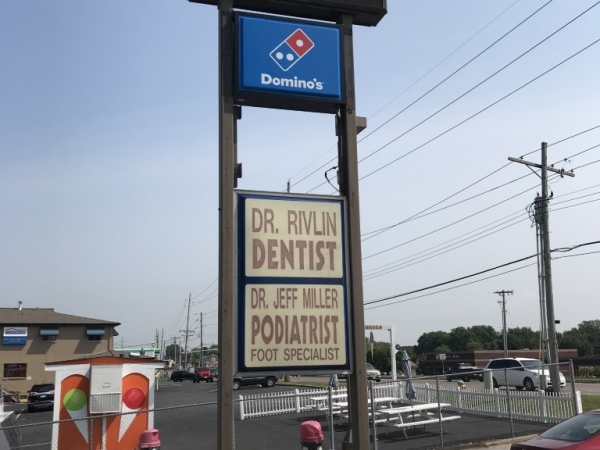 Domino's
DR. RIVLIN
DENTIST
DR. JEFF MILLER
PODIATRIST
FOOT SPECIALIST